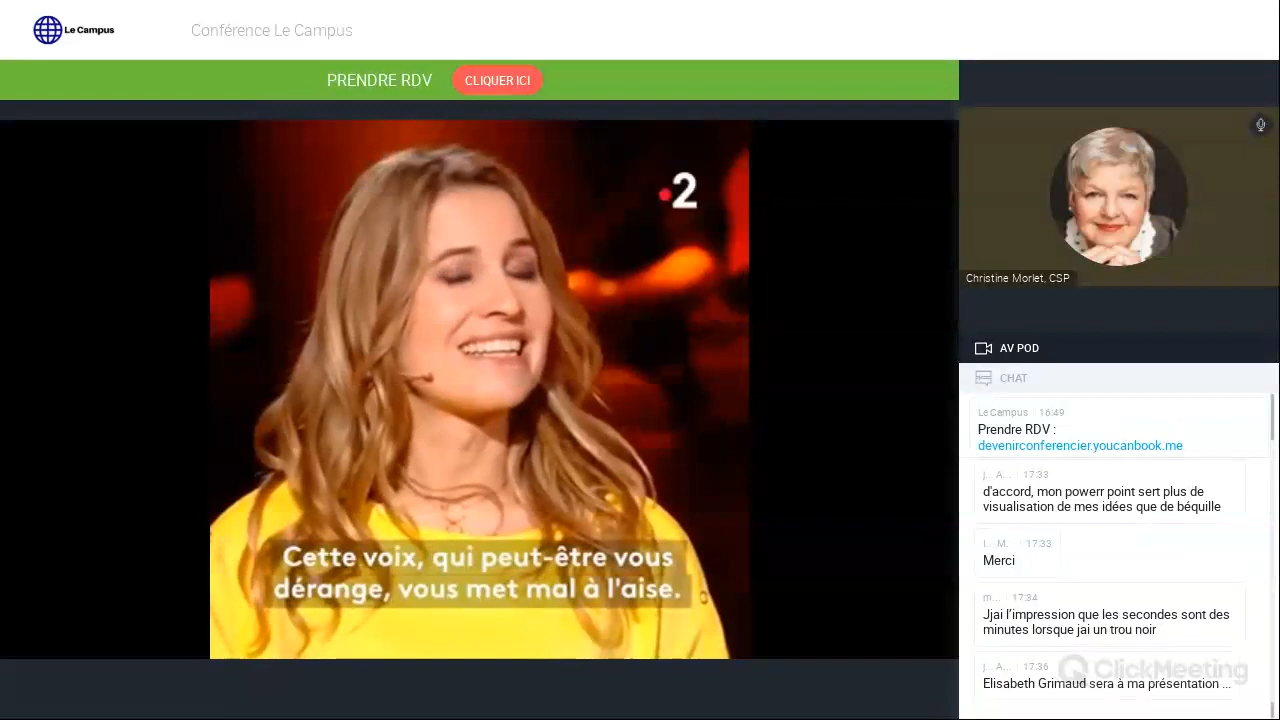 Le Campus
Conférence Le Campus
PRENDRE RDV
CLIQUER ICI
2
Cette voix, qui peut-être vous
dérange, vous met mal à l'aise.
Christine Morlet, CSP
AV POD
CHAT
Le Campus 16:49
Prendre RDV :
devenirconferencier.youcanbook.me
j... A... 17:33
d'accord, mon powerr point sert plus de
visualisation de mes idées que de béquille
I... M. 17:33
Merci
m... 17:34
Jjai l’impression que les secondes sont des
minutes lorsque jai un trou noir
j... A... 17:36
Elisabeth Grimaud sera à ma présentation ...
ClickMeeting